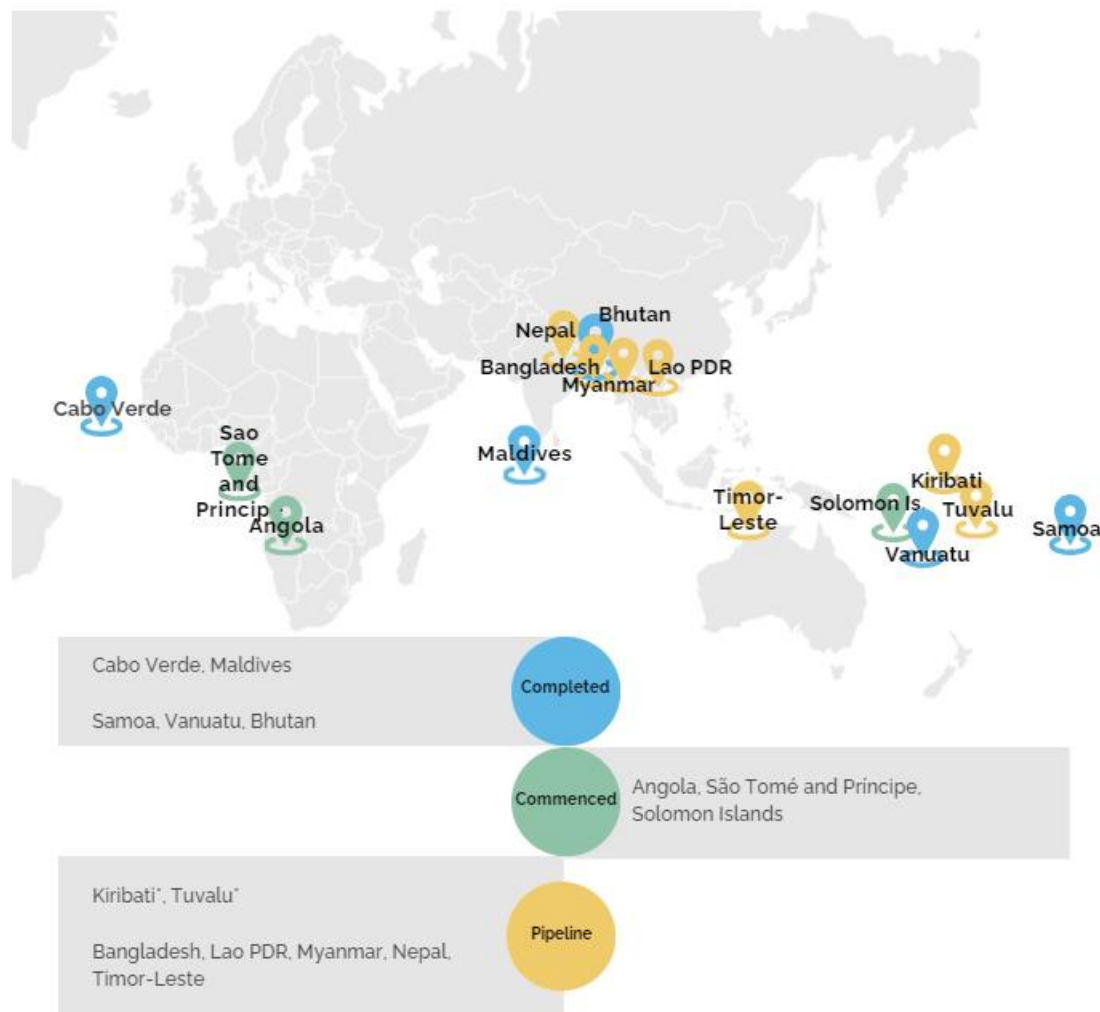 Bhutan
Nepal
Bangladesh
Lao PDR
Myanmar
Cabo Verde
Sao
Tome
and
Princip
Angola
Maldives
Kiribati
Timor-
Leste
Solomon Is.
Tuvalu
Samoa
Vanuatu
Cabo Verde, Maldives
Samoa, Vanuatu, Bhutan
Completed
Commenced
Angola, São Tomé and Príncipe,
Solomon Islands
Kiribati*, Tuvalu*
Bangladesh, Lao PDR, Myanmar, Nepal,
Timor-Leste
Pipeline